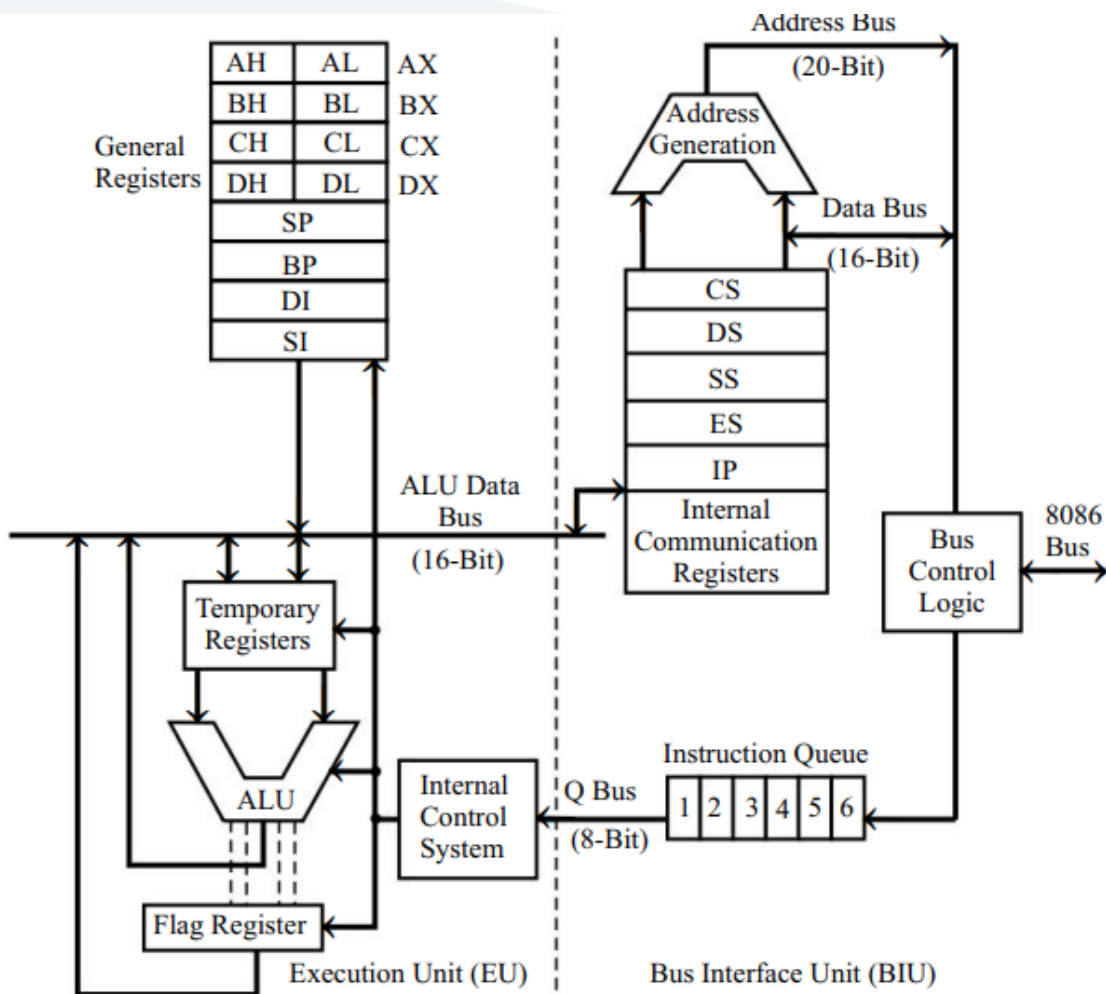 General
Registers
AH AL AX
BH BL BX
CH CL CX
DH DL DX
SP
BP
DI
SI
ALU Data
Bus
(16-Bit)
Temporary
Registers
ALU
Internal
Control
System
Flag Register
Execution Unit (EU)
Address Bus
(20-Bit)
Address
Generation
Data Bus
(16-Bit)
CS
DS
SS
ES
IP
Internal
Communication
Registers
Bus
Control
Logic
8086
Bus
Instruction Queue
1 2 3 4 5 6
Q Bus
(8-Bit)
Bus Interface Unit (BIU)